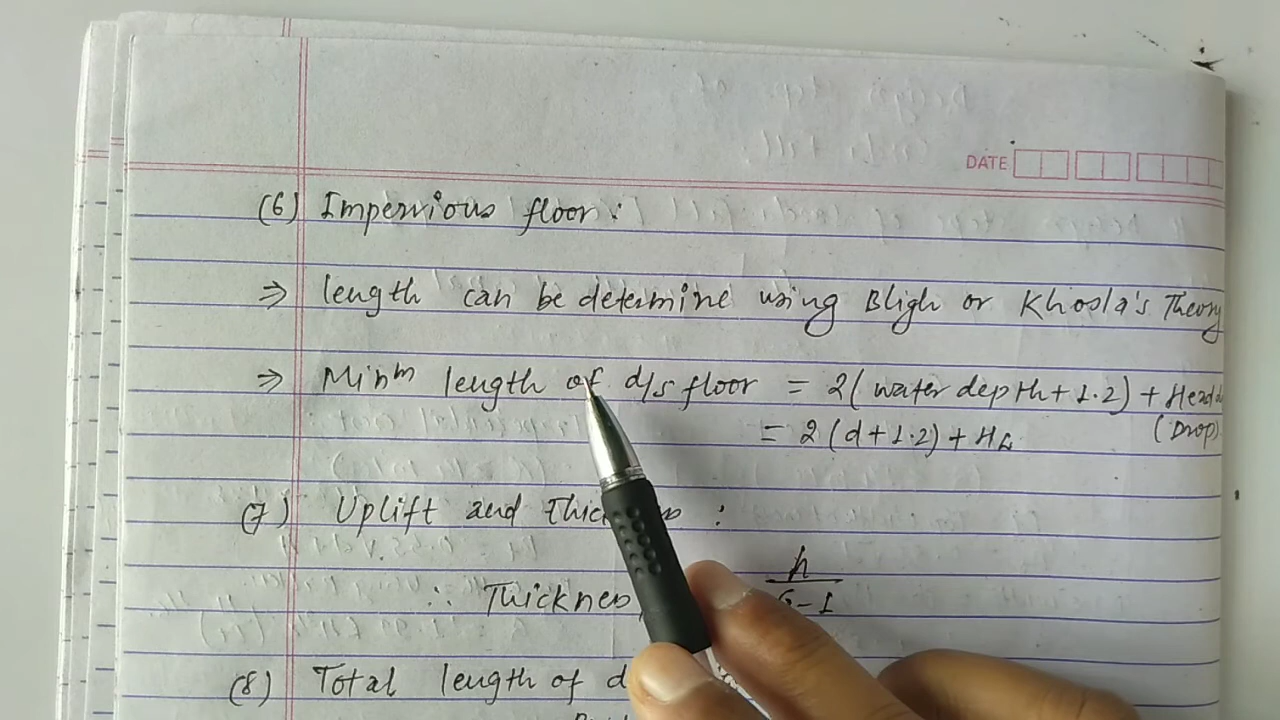 DATE
(6) Impervious floor :
⇒ length can be determine using Bligh or Khosla's Theory
⇒ Minᵐ length of d/s floor = 2(water depth + 1.2) + Head
(Drop)
= 2(d + 1.2) + HL
(7) Uplift and :
∴ Thickness h
- 1
(8) Total length of